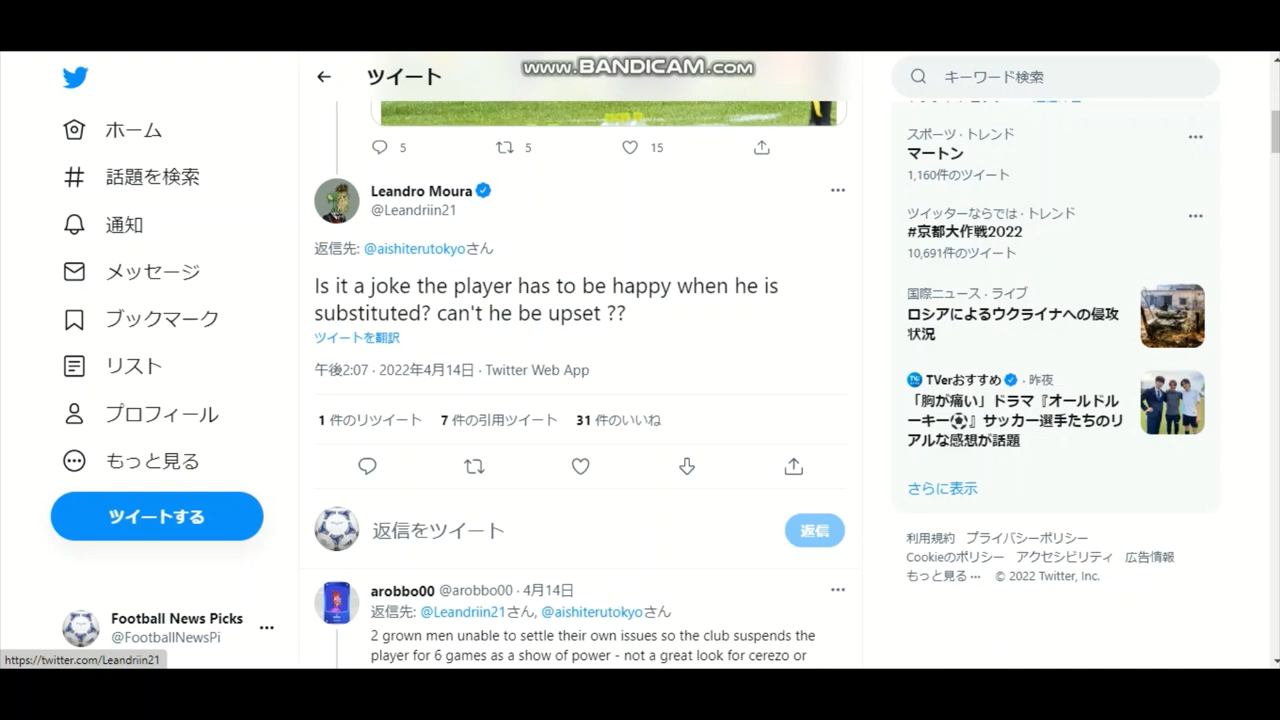 www.BANDICAM.com
ホーム
話題を検索
通知
メッセージ
ブックマーク
リスト
プロフィール
もっと見る
ツイートする
Football News Picks
@FootballNewsPi
https://twitter.com/Leandriin21
ツイート
5 5 15
Leandro Moura
@Leandriin21
返信先: @aishiterutokyoさん
Is it a joke the player has to be happy when he is
substituted? can't he be upset ??
ツイートを翻訳
午後2:07 · 2022年4月14日 · Twitter Web App
1 件のリツイート 7 件の引用ツイート 31 件のいいね
返信をツイート
返信
arobbo00 @arobbo00 · 4月14日
返信先: @Leandriin21さん, @aishiterutokyoさん
2 grown men unable to settle their own issues so the club suspends the
player for 6 games as a show of power - not a great look for cerezo or
キーワード検索
スポーツ · トレンド
マートン
1,160件のツイート
ツイッターならでは · トレンド
#京都大作戦2022
10,691件のツイート
国際ニュース · ライブ
ロシアによるウクライナへの侵攻
状況
TVerおすすめ · 昨夜
「胸が痛い」ドラマ『オールドル
ーキー⚽』サッカー選手たちのリ
アルな感想が話題
さらに表示
利用規約 プライバシーポリシー
Cookieのポリシー アクセシビリティ 広告情報
もっと見る ··· © 2022 Twitter, Inc.